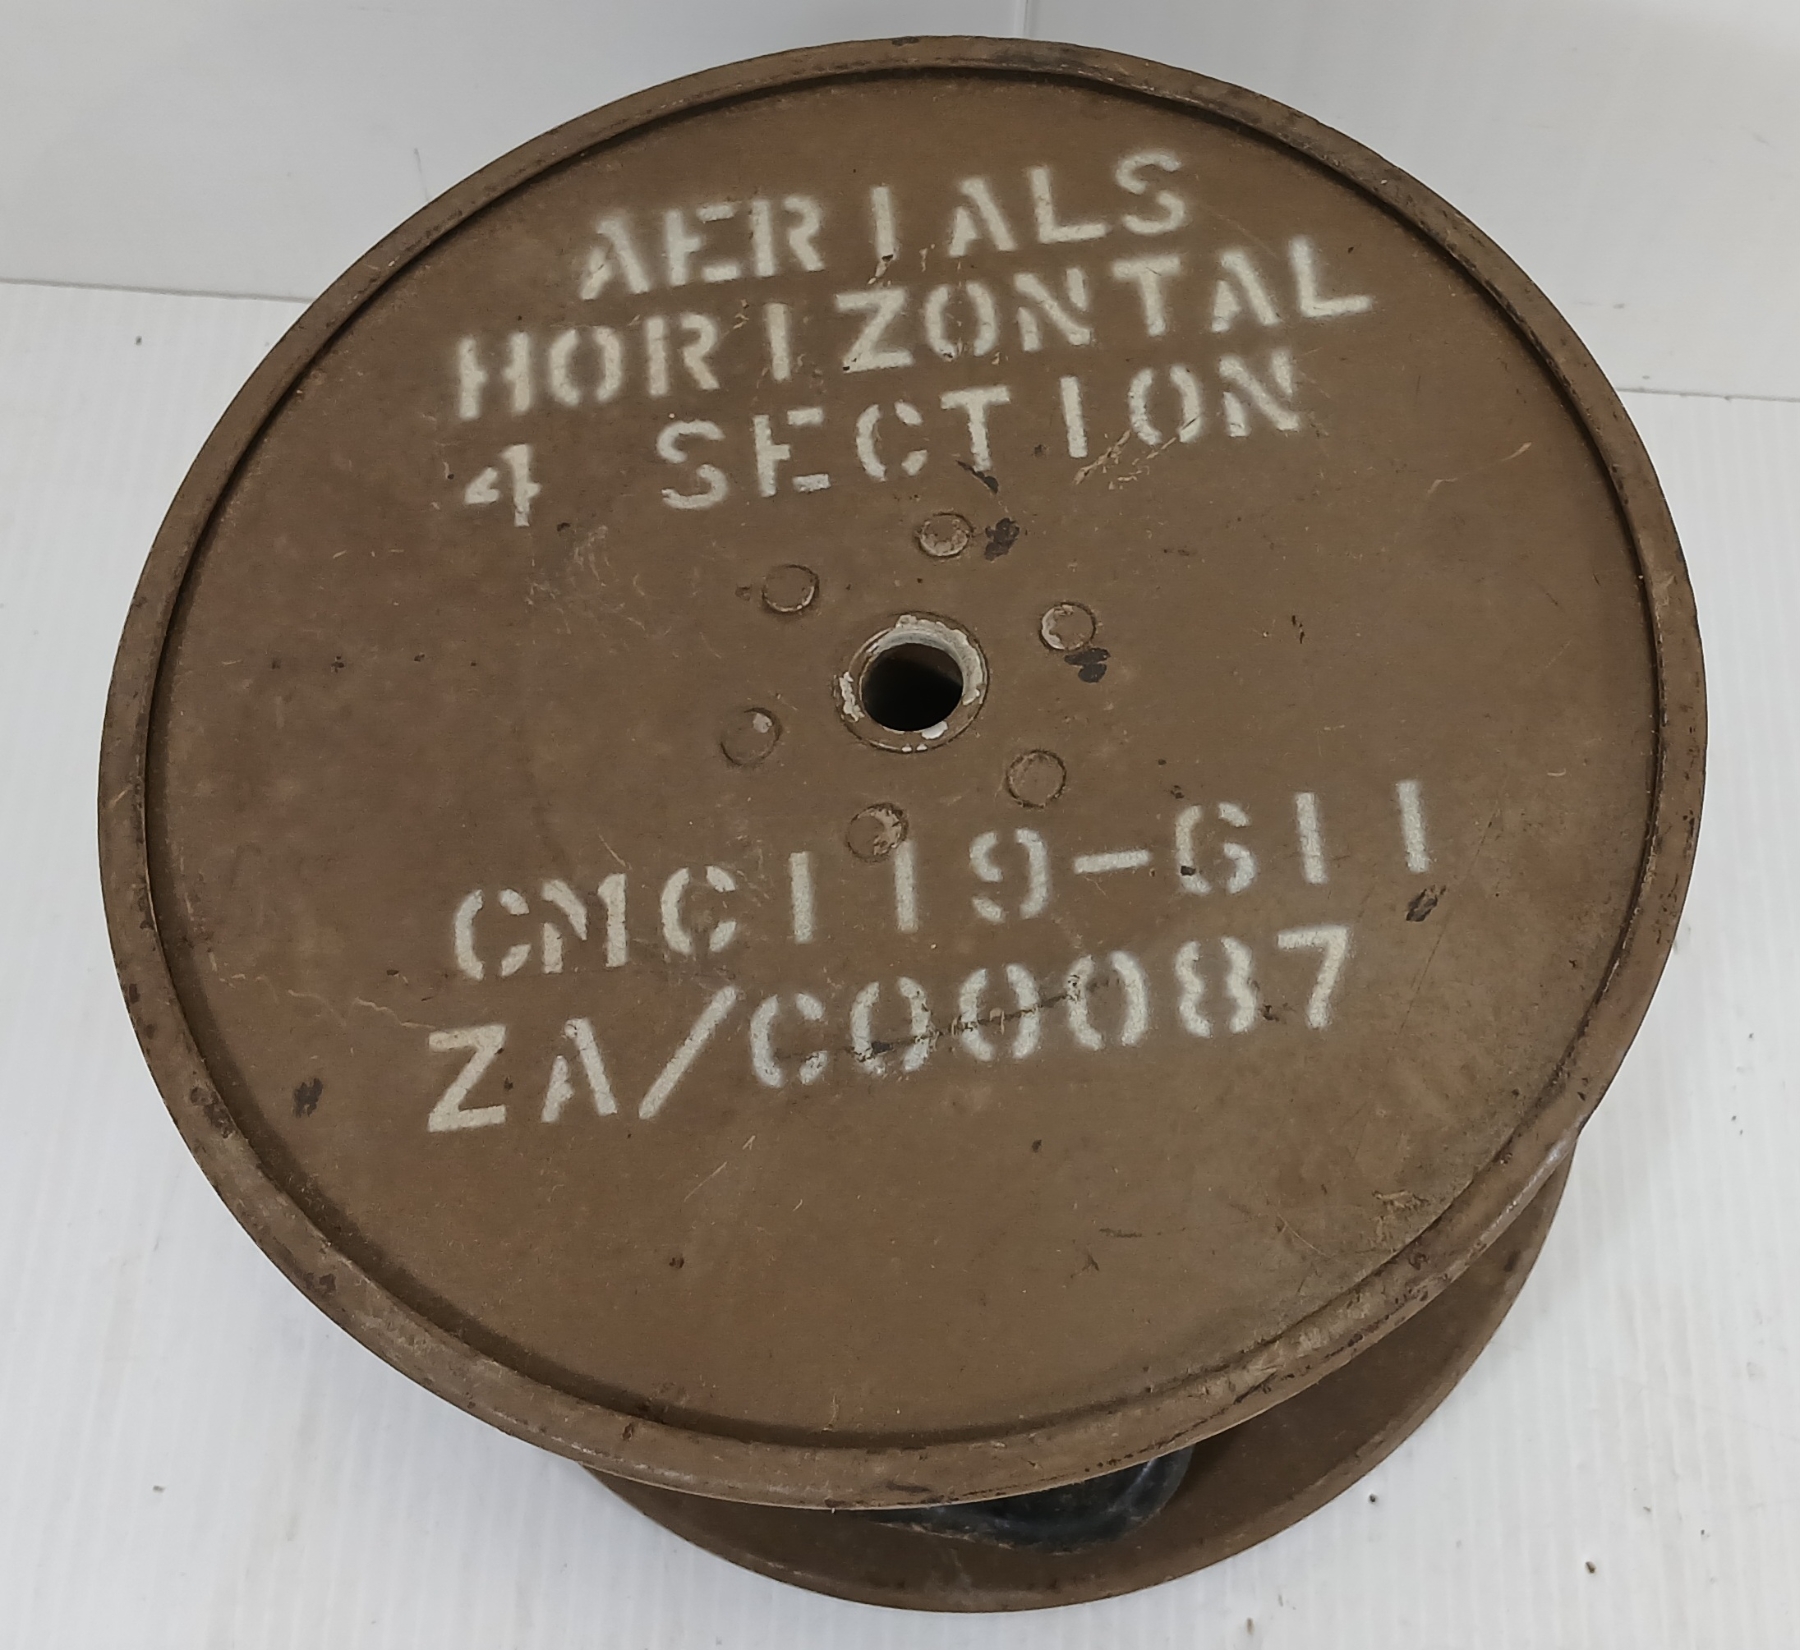 AERIALS
HORIZONTAL
4 SECTION
CMC119-611
ZA/C00087